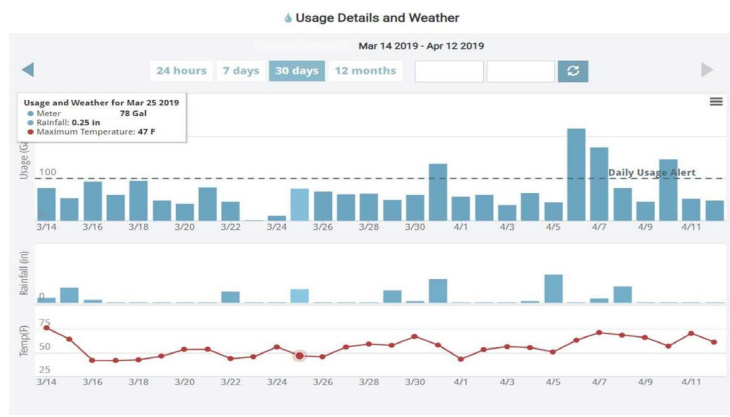 Usage Details and Weather
Mar 14 2019 - Apr 12 2019
24 hours 7 days 30 days 12 months
Usage and Weather for Mar 25 2019
Meter 78 Gal
Rainfall: 0.25 in
Maximum Temperature: 47 F
Usage (Ga
100
Daily Usage Alert
3/14 3/16 3/18 3/20 3/22 3/24 3/26 3/28 3/30 4/1 4/3 4/5 4/7 4/9 4/11
Rainfall (in)
0
Temp(F)
75
50
25
3/14 3/16 3/18 3/20 3/22 3/24 3/26 3/28 3/30 4/1 4/3 4/5 4/7 4/9 4/11